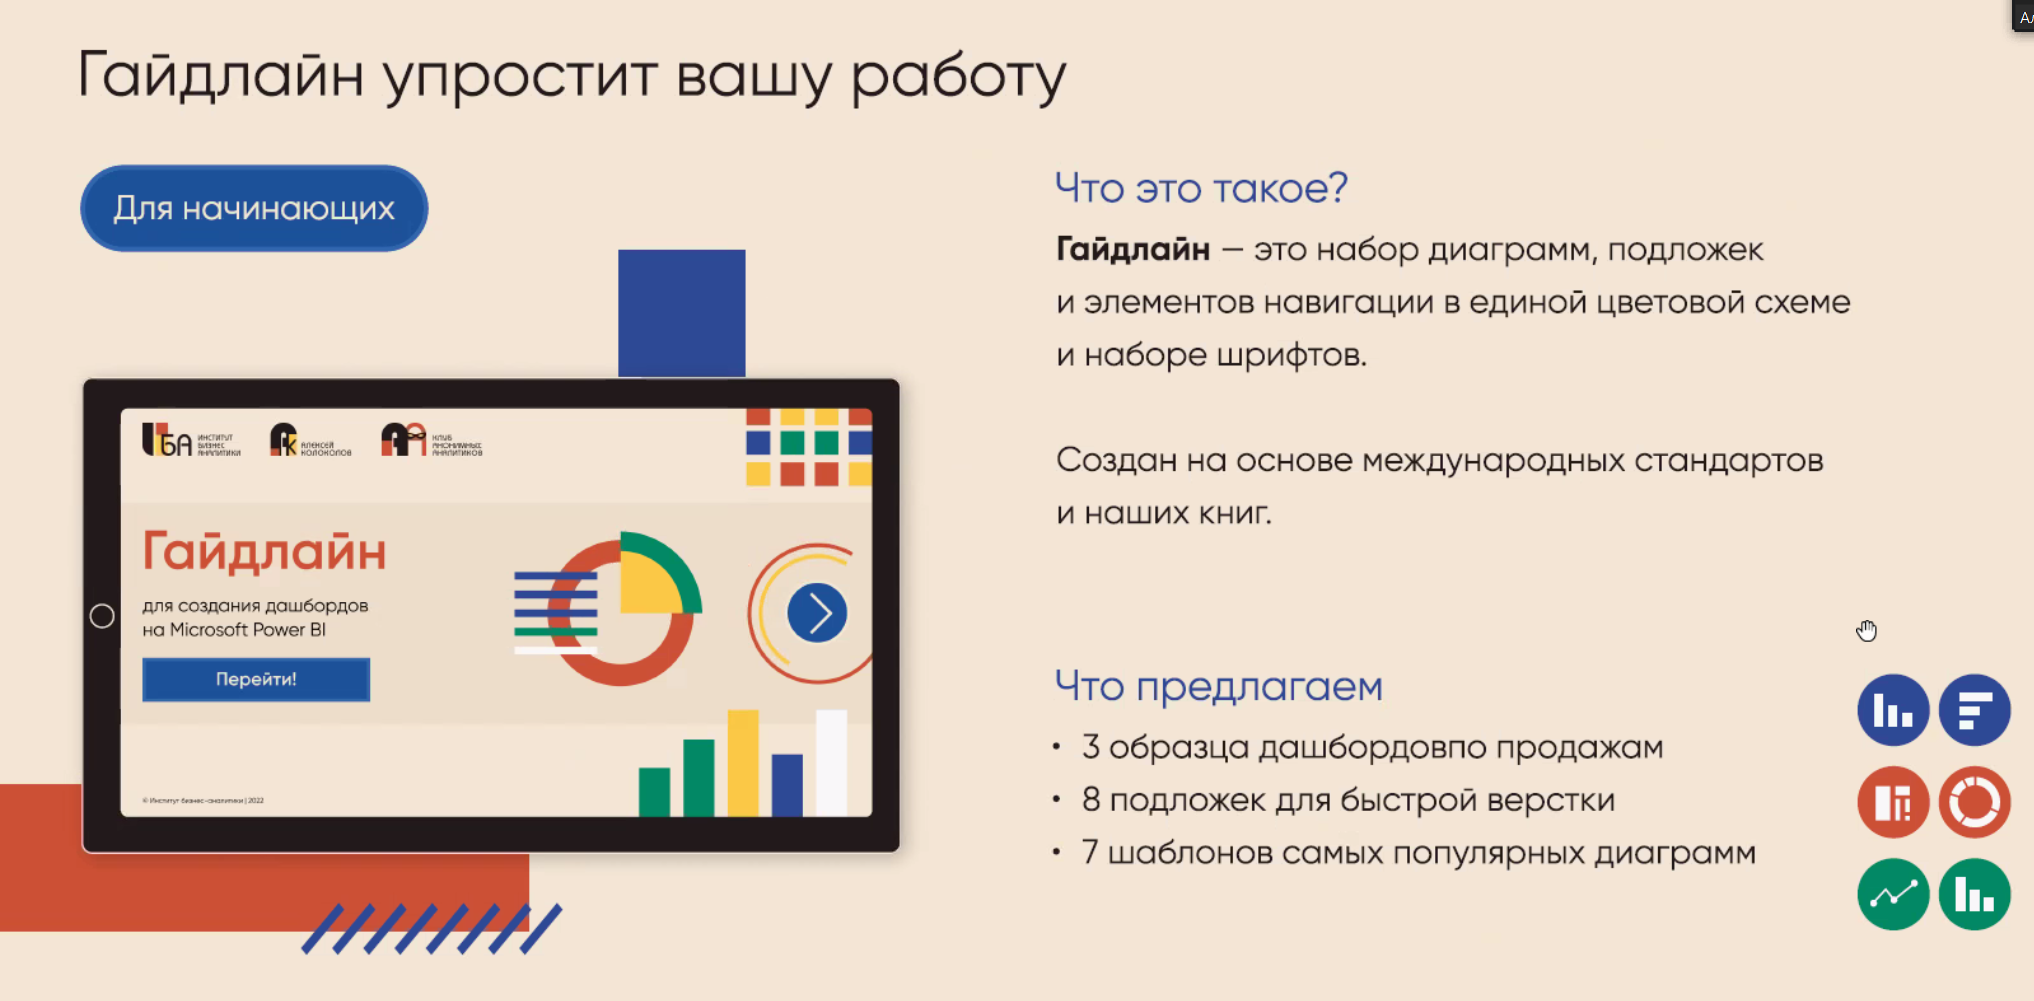 Гайдлайн упростит вашу работу
Для начинающих
ИНСТИТУТ
БИЗНЕС
АНАЛИТИКИ
АЛЕКСЕЙ
КОЛОКОЛОВ
КЛУБ
АНОНИМНЫХ
АНАЛИТИКОВ
Гайдлайн
для создания дашбордов
на Microsoft Power BI
Перейти!
© Институт бизнес-аналитики | 2022
Что это такое?
Гайдлайн — это набор диаграмм, подложек
и элементов навигации в единой цветовой схеме
и наборе шрифтов.
Создан на основе международных стандартов
и наших книг.
Что предлагаем
• 3 образца дашбордовпо продажам
• 8 подложек для быстрой верстки
• 7 шаблонов самых популярных диаграмм